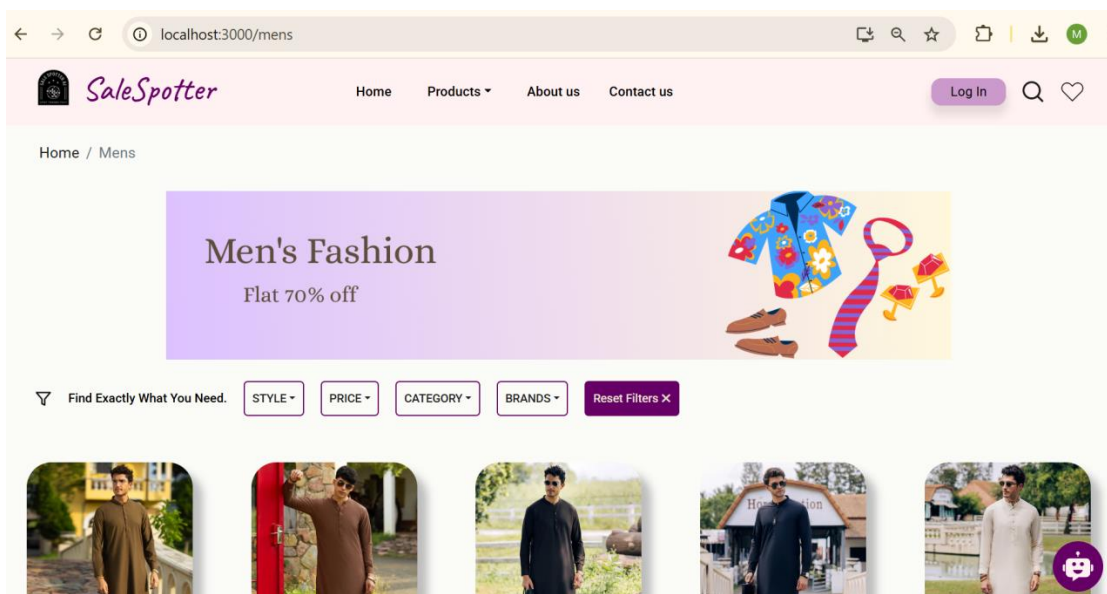 localhost:3000/mens
M
SaleSpotter
Home
Products
About us
Contact us
Log In
Home / Mens
Men's Fashion
Flat 70% off
Find Exactly What You Need.
STYLE
PRICE
CATEGORY
BRANDS
Reset Filters ×